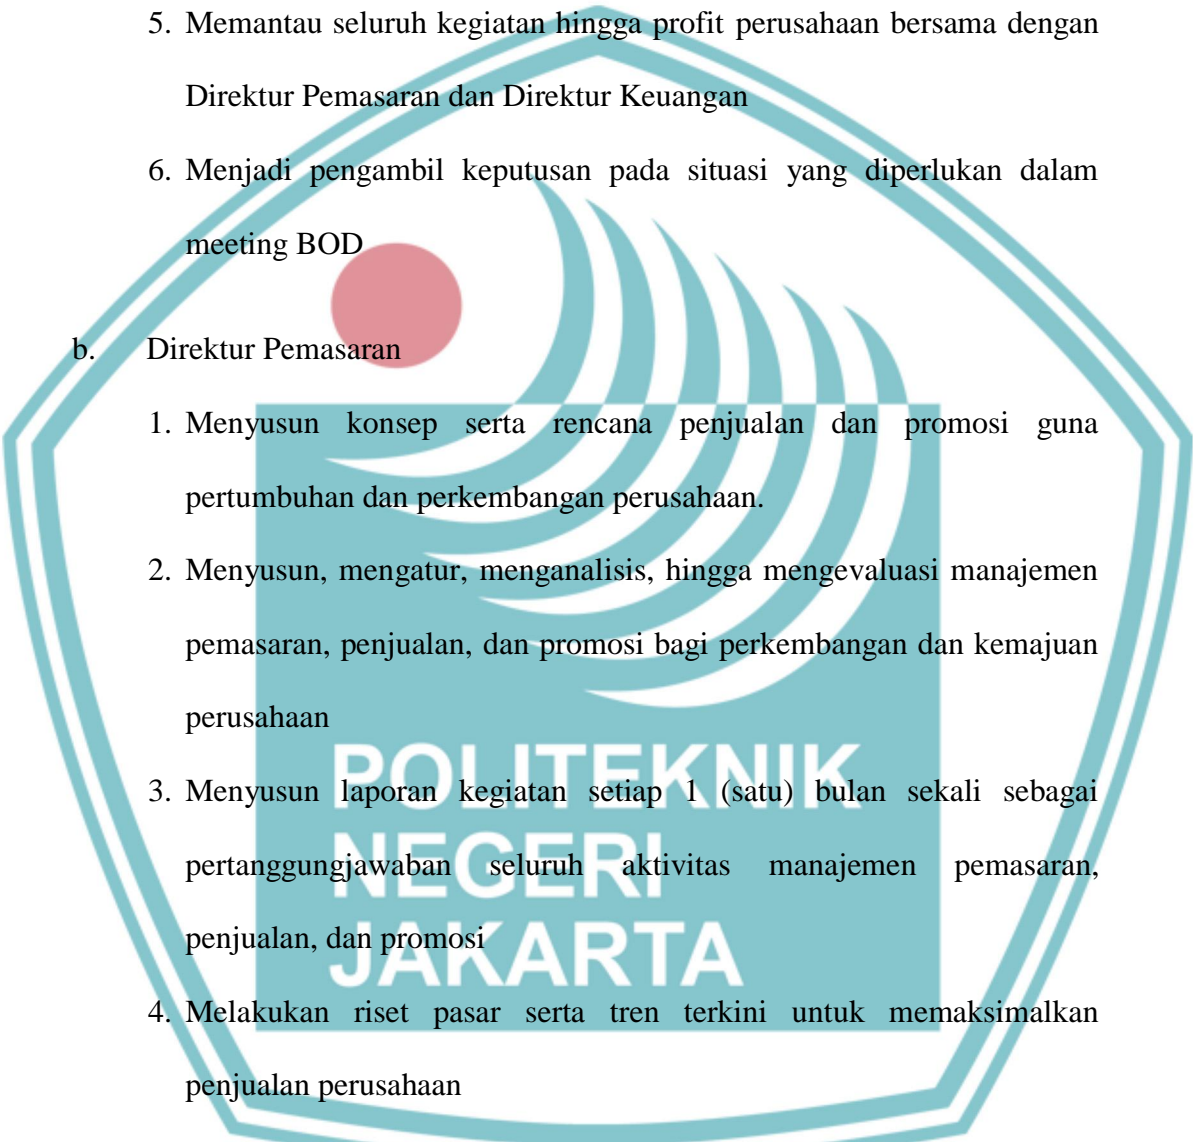 5. Memantau seluruh kegiatan hingga profit perusahaan bersama dengan
Direktur Pemasaran dan Direktur Keuangan
6. Menjadi pengambil keputusan pada situasi yang diperlukan dalam
meeting BOD
b. Direktur Pemasaran
1. Menyusun konsep serta rencana penjualan dan promosi guna
pertumbuhan dan perkembangan perusahaan.
2. Menyusun, mengatur, menganalisis, hingga mengevaluasi manajemen
pemasaran, penjualan, dan promosi bagi perkembangan dan kemajuan
perusahaan
3. Menyusun laporan kegiatan setiap 1 (satu) bulan sekali sebagai
pertanggungjawaban seluruh aktivitas manajemen pemasaran,
penjualan, dan promosi
4. Melakukan riset pasar serta tren terkini untuk memaksimalkan
penjualan perusahaan
POLITEKNIK
NEGERI
JAKARTA